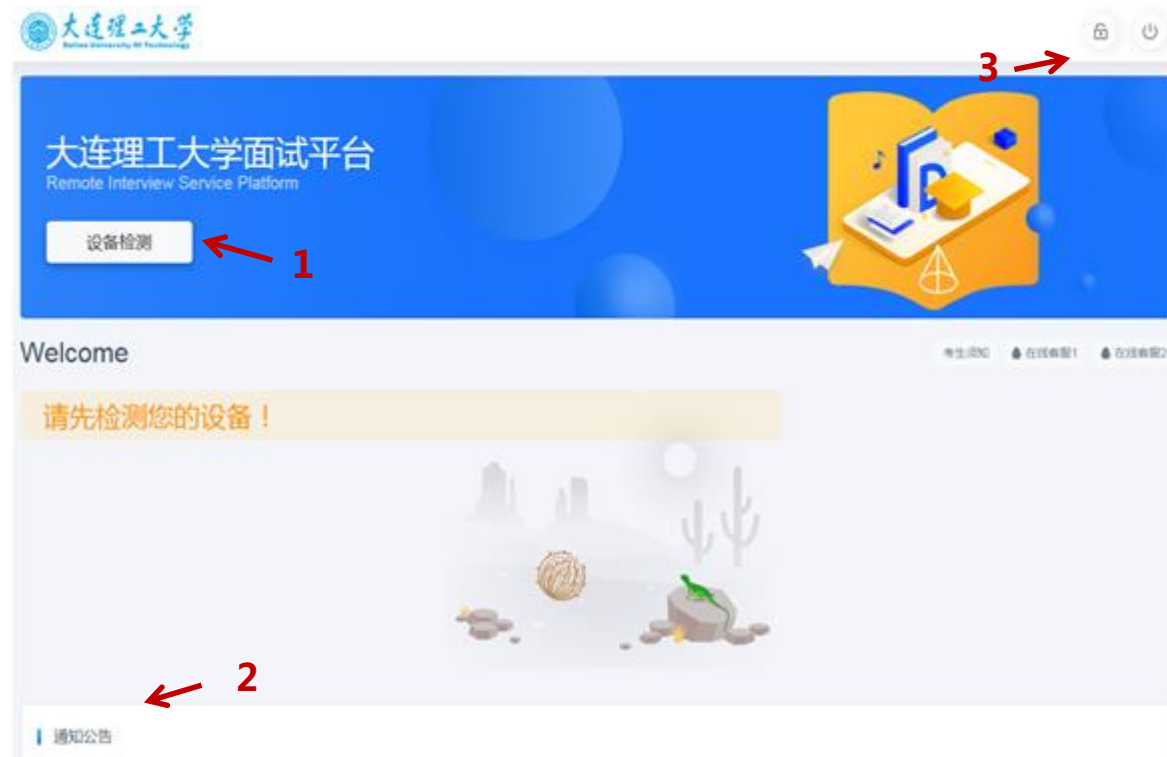 大连理工大学
Dalian University Of Technology
3
大连理工大学面试平台
Remote Interview Service Platform
设备检测
1
Welcome
考生须知 在线客服1 在线客服2
请先检测您的设备！
2
通知公告